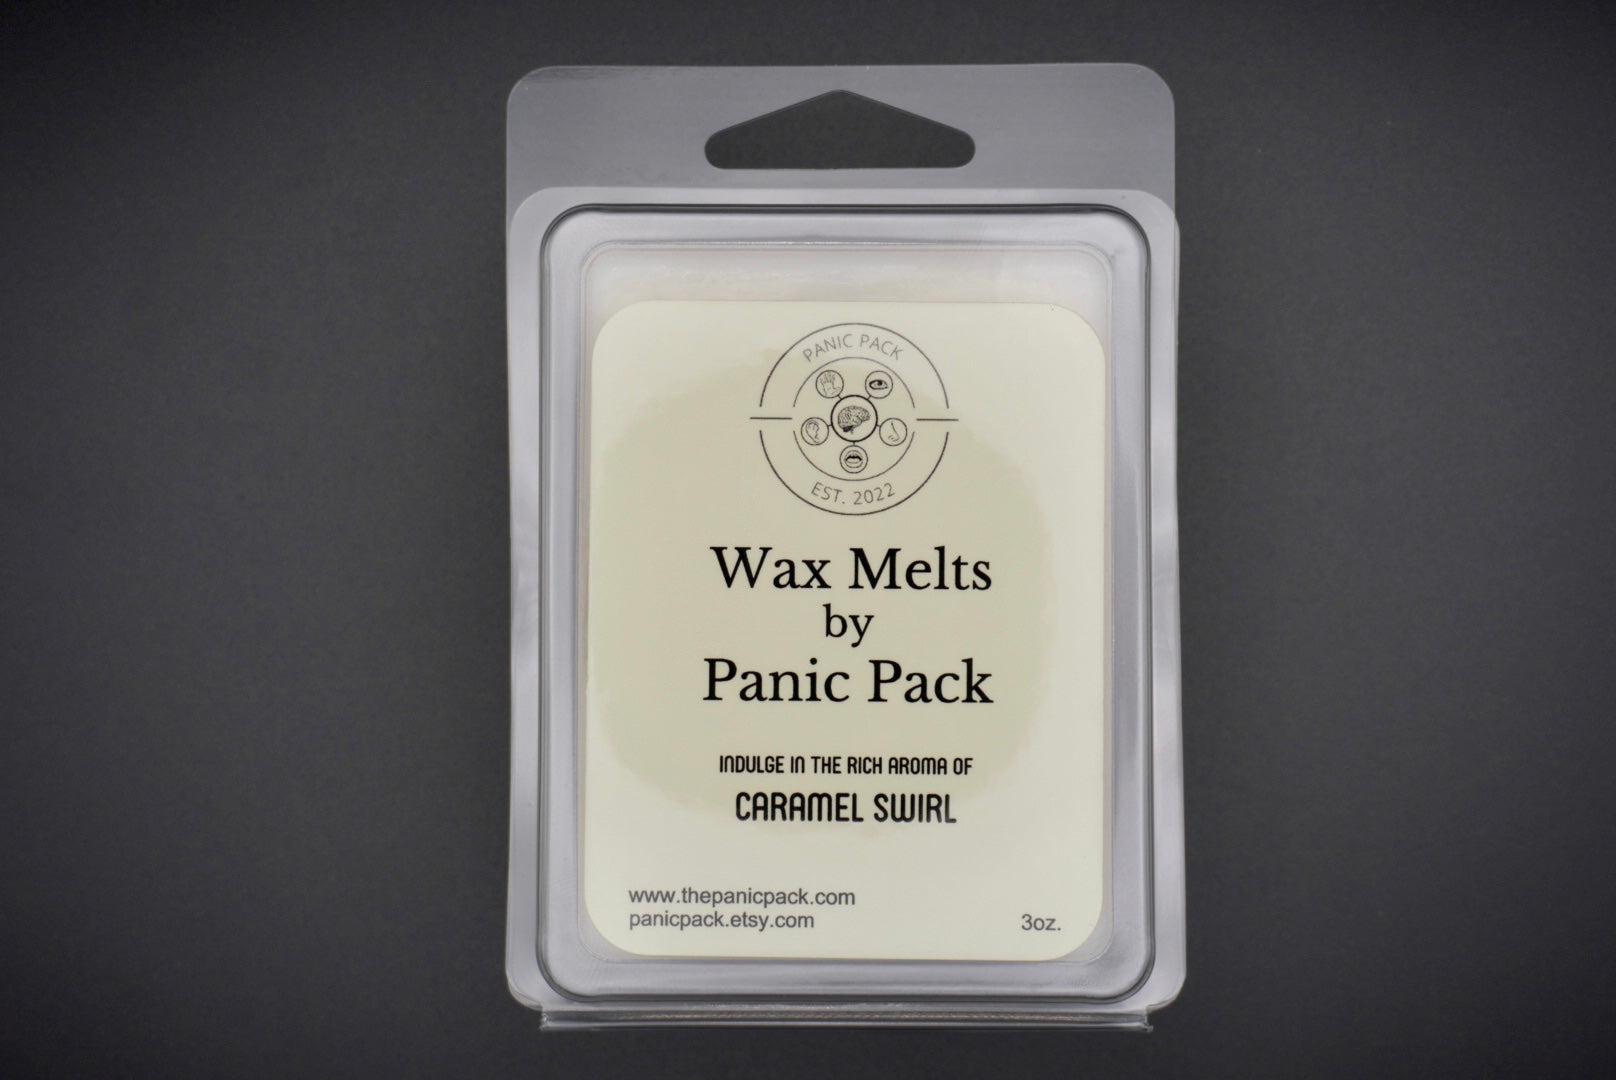 PANIC PACK
EST. 2022
Wax Melts
by
Panic Pack
INDULGE IN THE RICH AROMA OF
CARAMEL SWIRL
www.thepanicpack.com
panicpack.etsy.com
3oz.